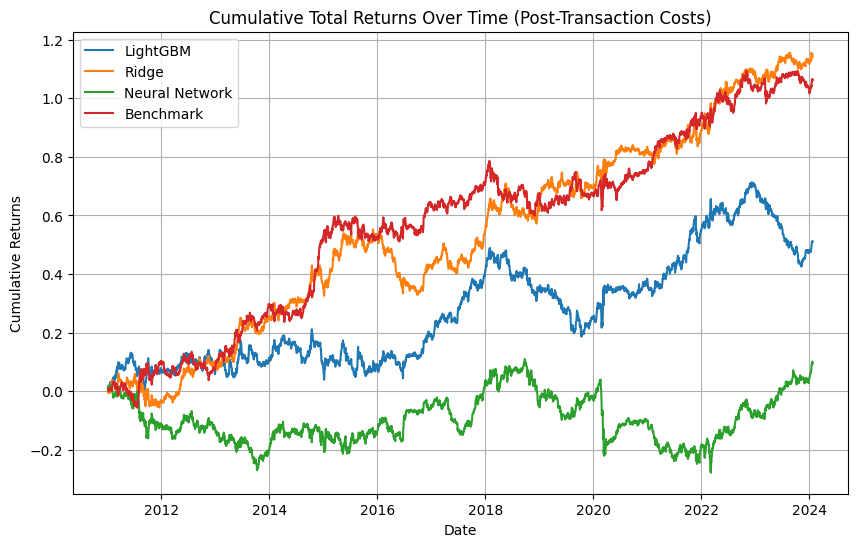 Cumulative Total Returns Over Time (Post-Transaction Costs)
LightGBM
Ridge
Neural Network
Benchmark
Cumulative Returns
1.2
1.0
0.8
0.6
0.4
0.2
0.0
−0.2
2012 2014 2016 2018 2020 2022 2024
Date